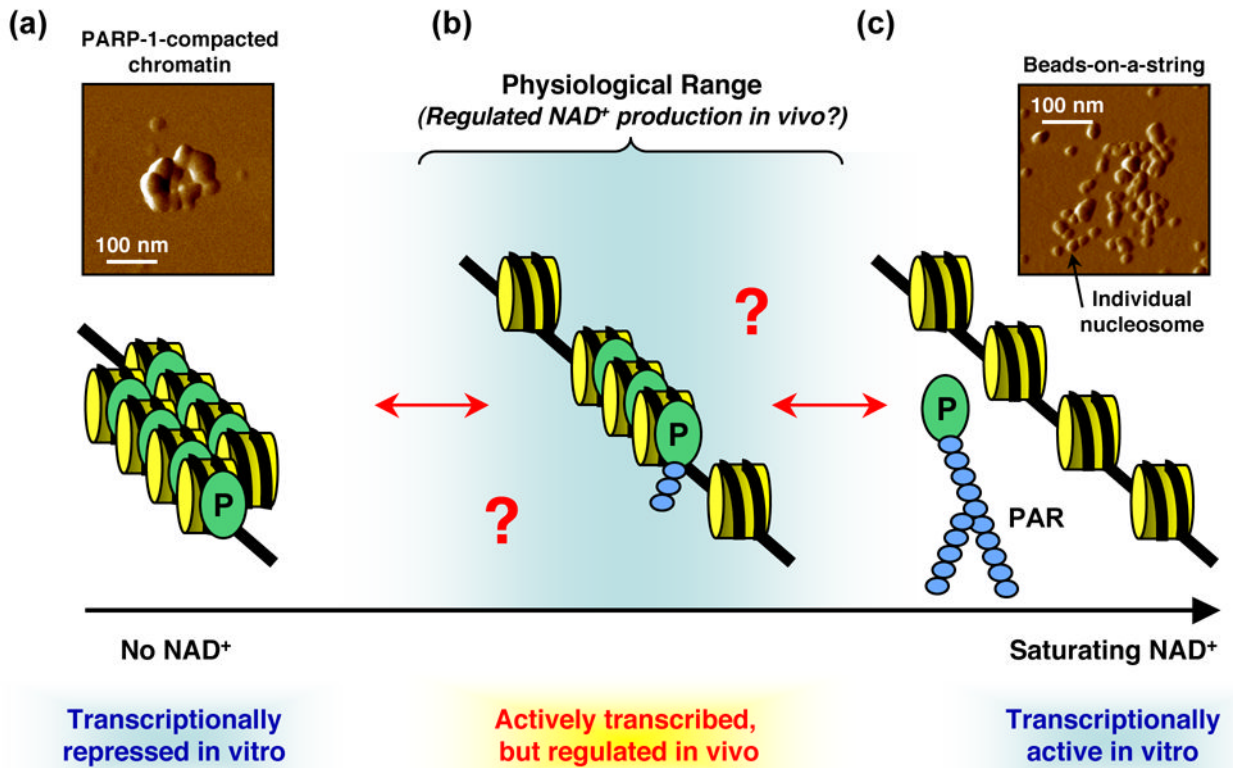 (a)
PARP-1-compacted
chromatin
100 nm
P
No NAD⁺
Transcriptionally
repressed in vitro
(b)
Physiological Range
(Regulated NAD⁺ production in vivo?)
?
P
?
Actively transcribed,
but regulated in vivo
(c)
Beads-on-a-string
100 nm
Individual
nucleosome
P
PAR
Saturating NAD⁺
Transcriptionally
active in vitro